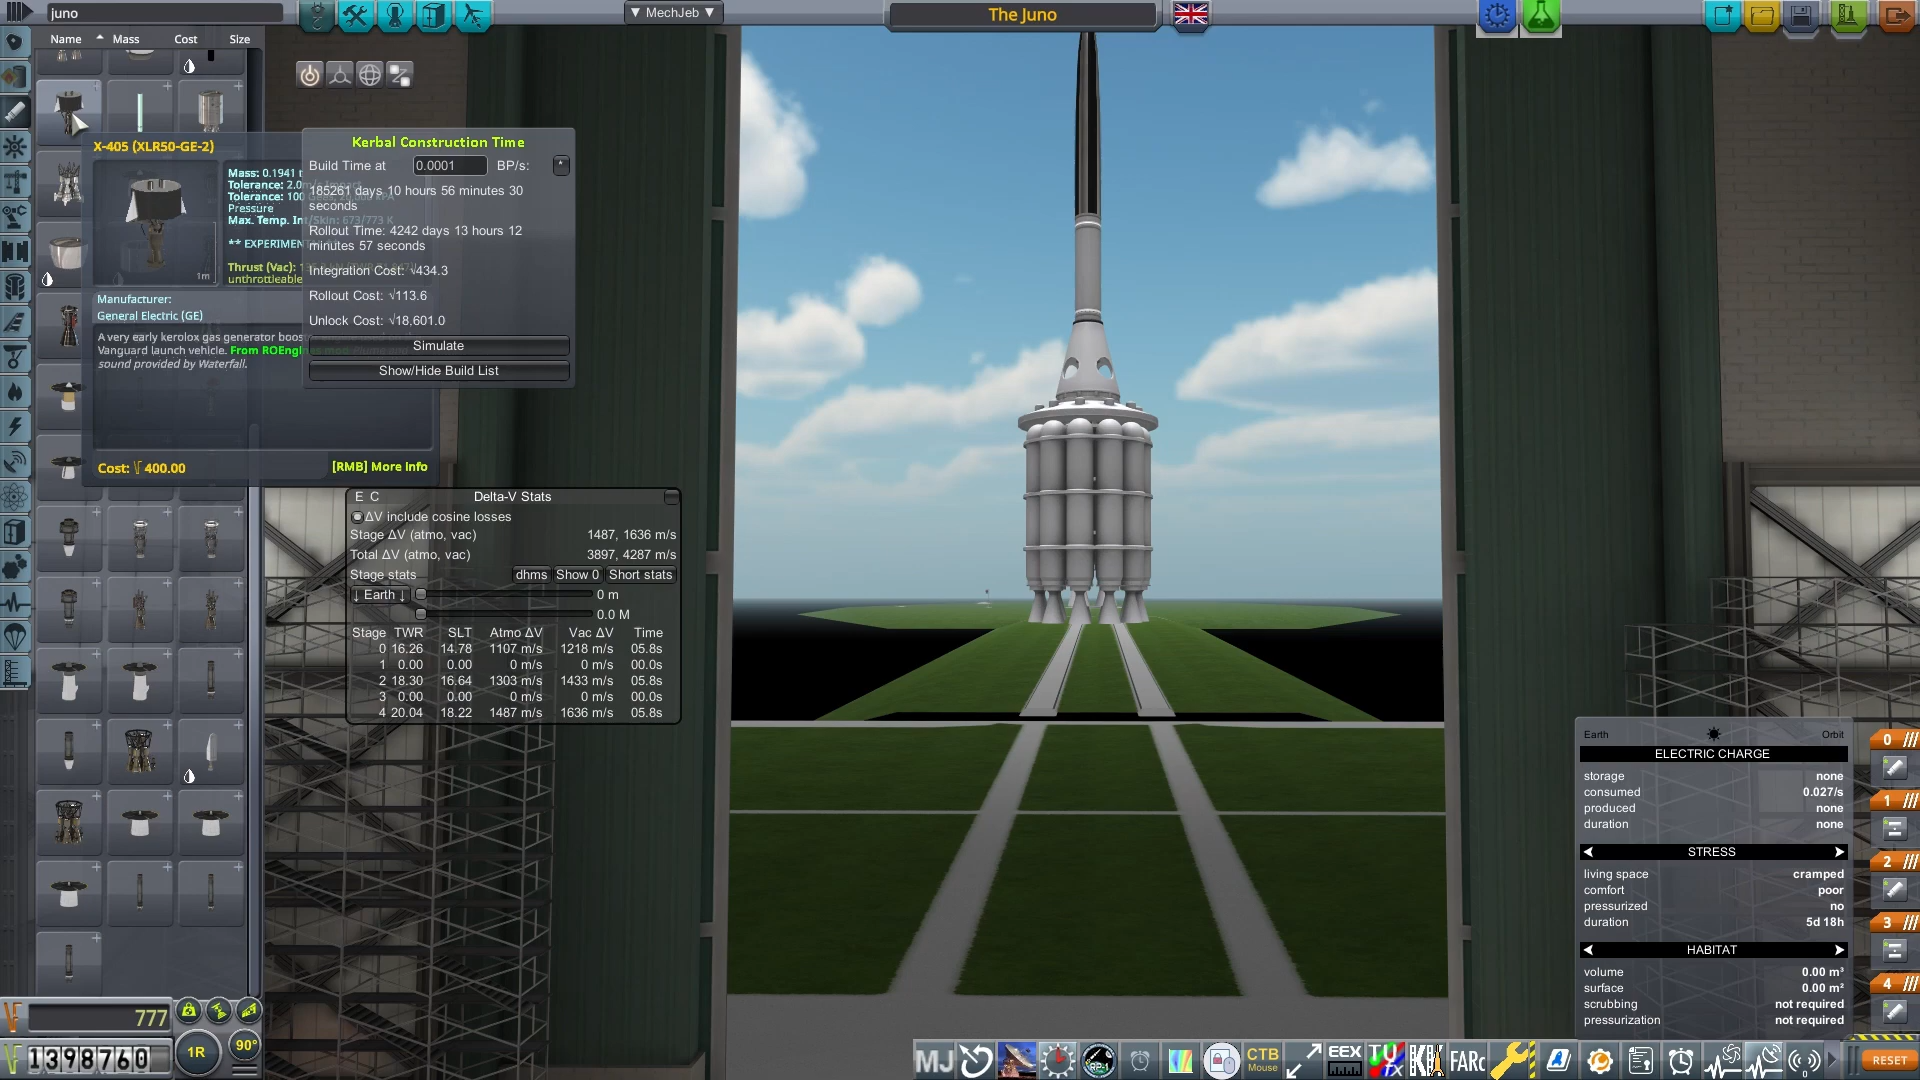 juno
▼ MechJeb ▼
The Juno
Name Mass Cost Size
X-405 (XLR50-GE-2)
Mass: 0.1941 t
Tolerance: 2.0
Tolerance: 100
Pressure
Max. Temp. Int/Skin: 673/773 K
** EXPERIMEN
Thrust (Vac):
unthrottleable
1m
Manufacturer:
General Electric (GE)
A very early kerolox gas generator boos
Vanguard launch vehicle. From ROEngi
sound provided by Waterfall.
Cost: 400.00
[RMB] More Info
Kerbal Construction Time
Build Time at 0.0001 BP/s: *
185261 days 10 hours 56 minutes 30
seconds
Rollout Time: 4242 days 13 hours 12
minutes 57 seconds
Integration Cost: √434.3
Rollout Cost: √113.6
Unlock Cost: √18,601.0
Simulate
Show/Hide Build List
E C Delta-V Stats
ΔV include cosine losses
Stage ΔV (atmo, vac) 1487, 1636 m/s
Total ΔV (atmo, vac) 3897, 4287 m/s
Stage stats dhms Show 0 Short stats
↓ Earth ↓ 0 m
0.0 M
Stage TWR SLT Atmo ΔV Vac ΔV Time
0 16.26 14.78 1107 m/s 1218 m/s 05.8s
1 0.00 0.00 0 m/s 0 m/s 00.0s
2 18.30 16.64 1303 m/s 1433 m/s 05.8s
3 0.00 0.00 0 m/s 0 m/s 00.0s
4 20.04 18.22 1487 m/s 1636 m/s 05.8s
Earth Orbit
ELECTRIC CHARGE
storage none
consumed 0.027/s
produced none
duration none
STRESS
living space cramped
comfort poor
pressurized no
duration 5d 18h
HABITAT
volume 0.00 m³
surface 0.00 m²
scrubbing not required
pressurization not required
0
1
2
3
4
777
1398760
1R
90°
MJ
RP-1
CTB
Mouse
EEX
FARc
RESET